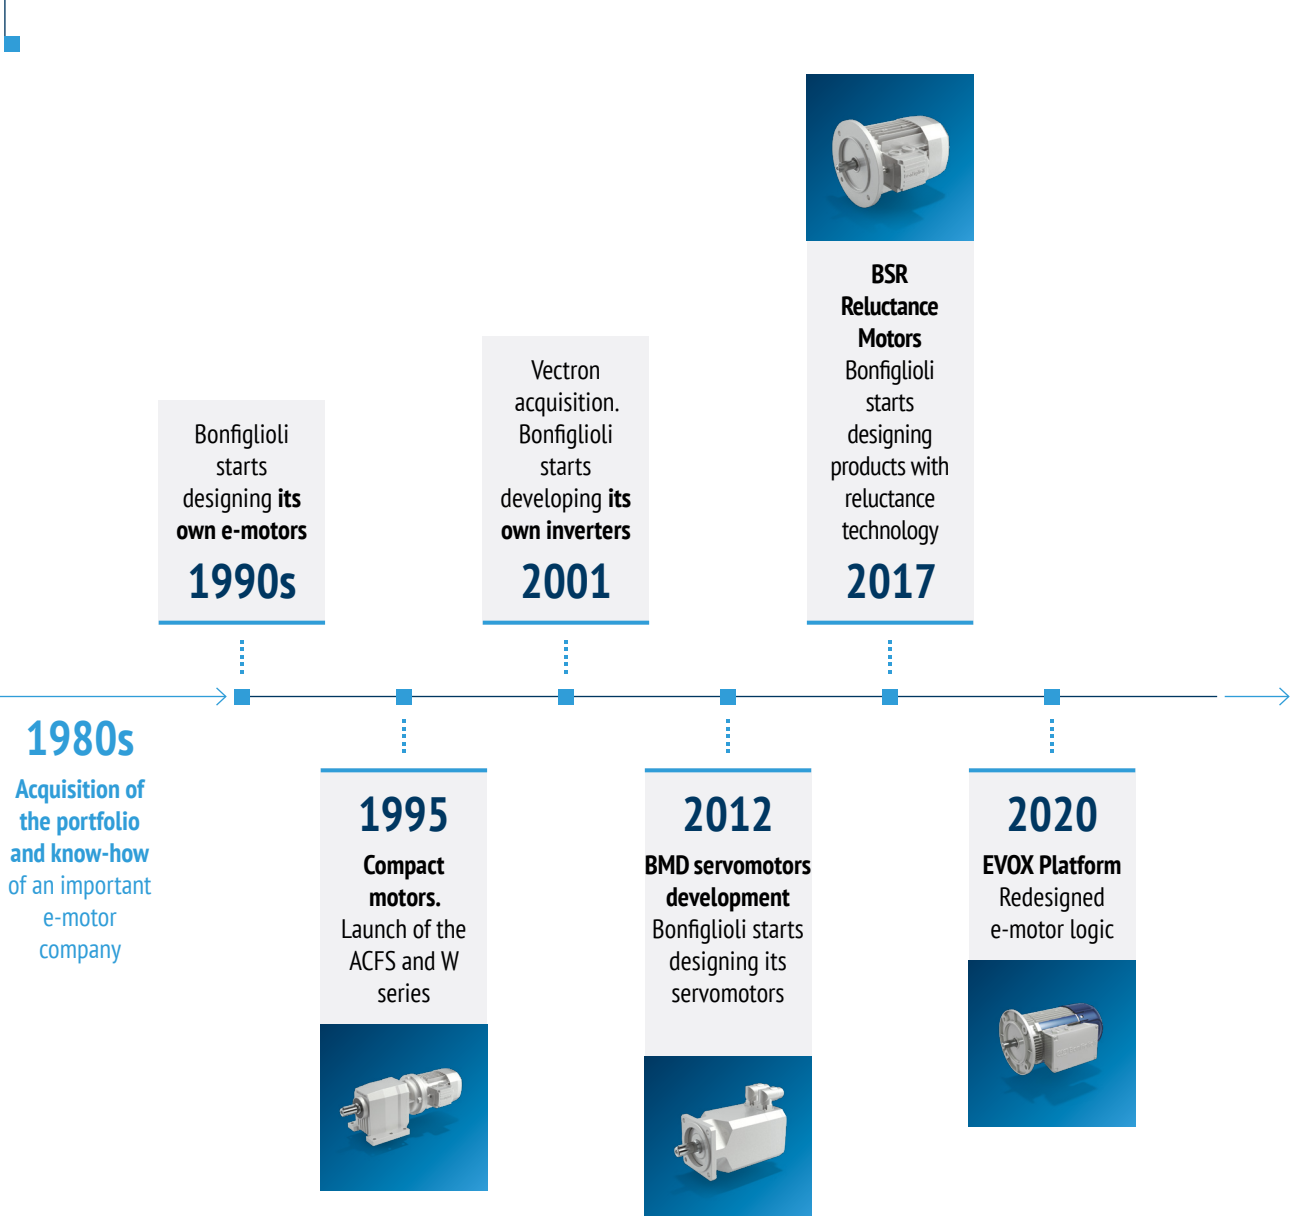 1980s
Acquisition of
the portfolio
and know-how
of an important
e-motor
company
Bonfiglioli
starts
designing its
own e-motors
1990s
1995
Compact
motors.
Launch of the
ACFS and W
series
Vectron
acquisition.
Bonfiglioli
starts
developing its
own inverters
2001
2012
BMD servomotors
development
Bonfiglioli starts
designing its
servomotors
BSR
Reluctance
Motors
Bonfiglioli
starts
designing
products with
reluctance
technology
2017
2020
EVOX Platform
Redesigned
e-motor logic